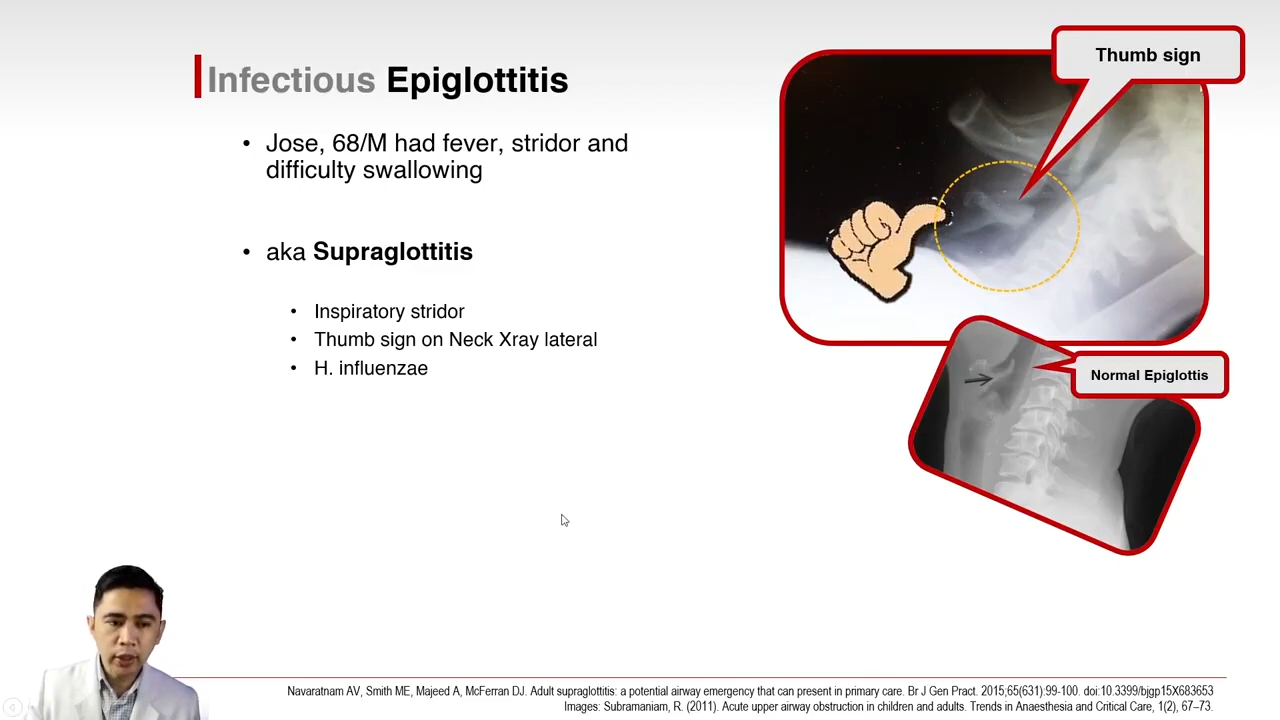 Infectious Epiglottitis
• Jose, 68/M had fever, stridor and
difficulty swallowing
• aka Supraglottitis
• Inspiratory stridor
• Thumb sign on Neck Xray lateral
• H. influenzae
Thumb sign
Normal Epiglottis
Navaratnam AV, Smith ME, Majeed A, McFerran DJ. Adult supraglottitis: a potential airway emergency that can present in primary care. Br J Gen Pract. 2015;65(631):99-100. doi:10.3399/bjgp15X683653
Images: Subramaniam, R. (2011). Acute upper airway obstruction in children and adults. Trends in Anaesthesia and Critical Care, 1(2), 67–73.